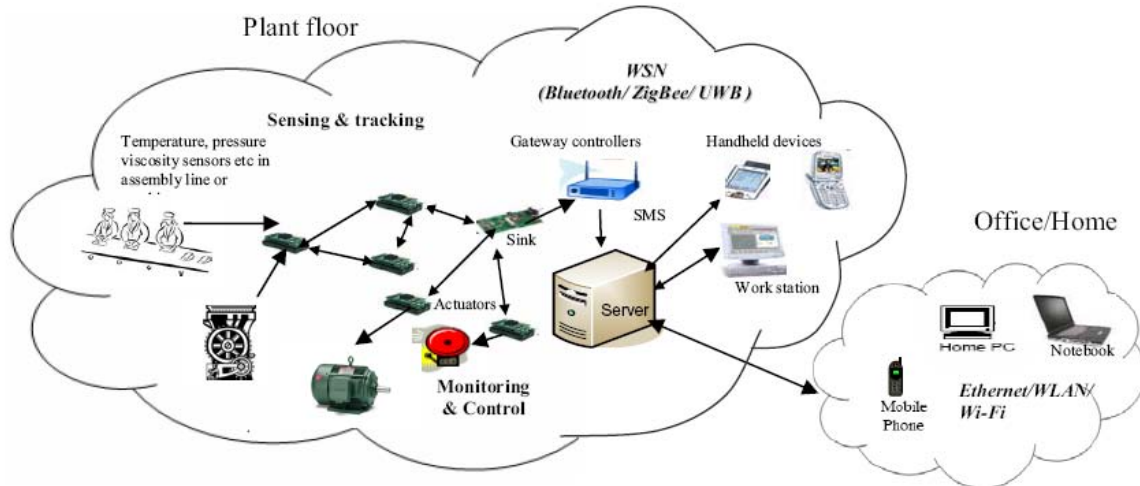 Plant floor
WSN
(Bluetooth/ ZigBee/ UWB )
Sensing & tracking
Temperature, pressure
viscosity sensors etc in
assembly line or
Gateway controllers
Handheld devices
SMS
Sink
Actuators
Server
Work station
Monitoring
& Control
Office/Home
Home PC
Notebook
Mobile
Phone
Ethernet/WLAN/
Wi-Fi